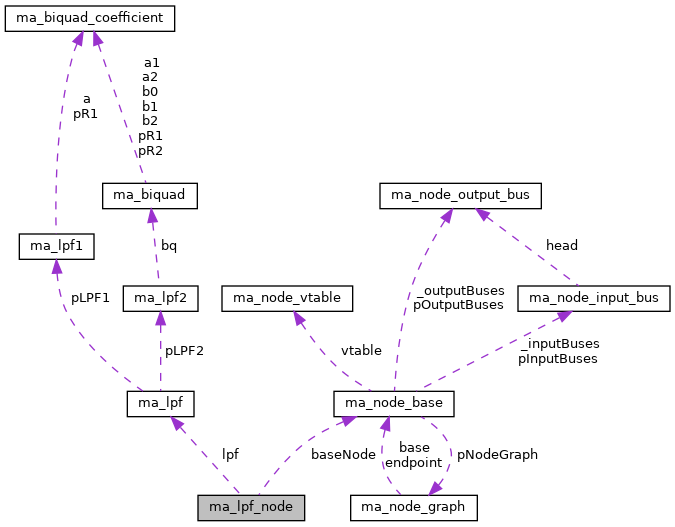 ma_biquad_coefficient
a
pR1
a1
a2
b0
b1
b2
pR1
pR2
ma_biquad
ma_node_output_bus
ma_lpf1
bq
head
ma_lpf2
ma_node_vtable
ma_node_input_bus
pLPF1
_outputBuses
pOutputBuses
pLPF2
vtable
_inputBuses
pInputBuses
ma_lpf
ma_node_base
lpf
baseNode
base
endpoint
pNodeGraph
ma_lpf_node
ma_node_graph